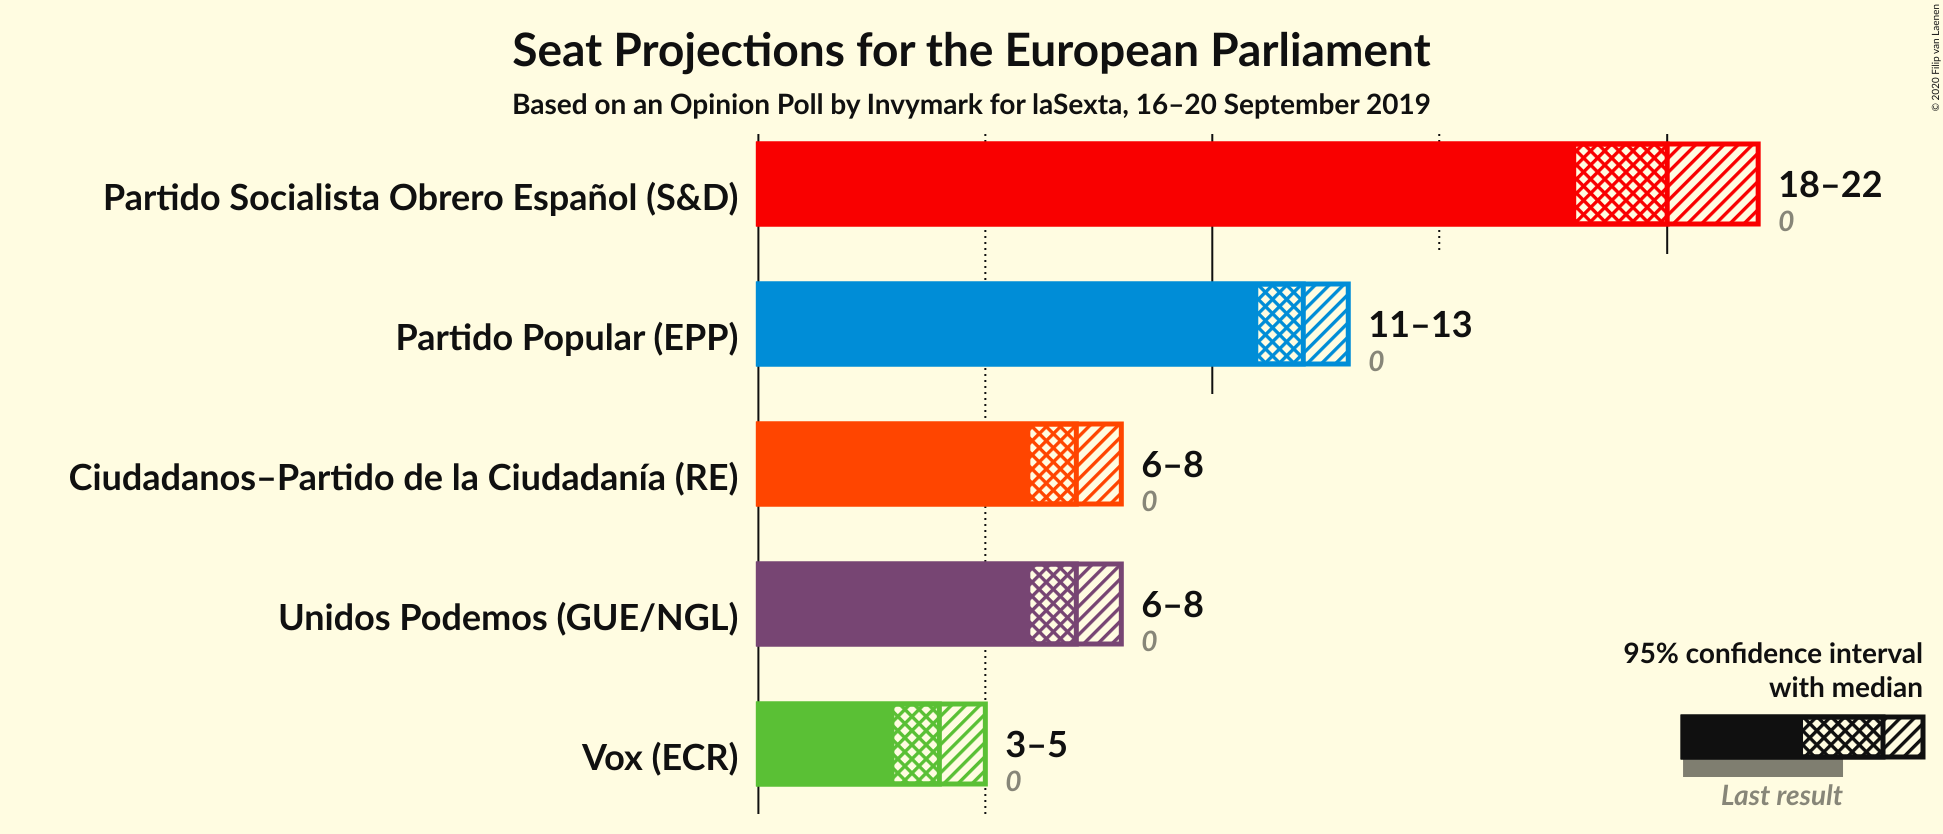 Seat Projections for the European Parliament
Based on an Opinion Poll by Invymark for laSexta, 16–20 September 2019
© 2020 Filip van Laenen
Partido Socialista Obrero Español (S&D)
18–22
0
Partido Popular (EPP)
11–13
0
Ciudadanos–Partido de la Ciudadanía (RE)
6–8
0
Unidos Podemos (GUE/NGL)
6–8
0
Vox (ECR)
3–5
0
95% confidence interval
with median
Last result